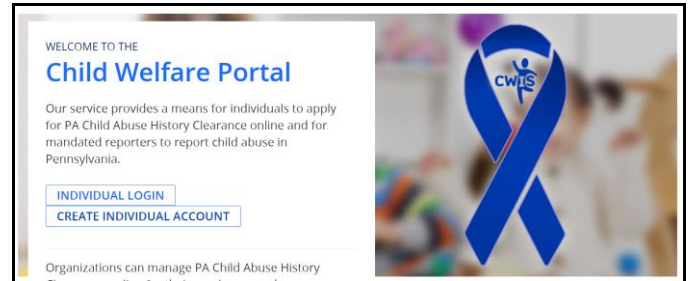 WELCOME TO THE
Child Welfare Portal
Our service provides a means for individuals to apply
for PA Child Abuse History Clearance online and for
mandated reporters to report child abuse in
Pennsylvania.
INDIVIDUAL LOGIN
CREATE INDIVIDUAL ACCOUNT
Organizations can manage PA Child Abuse History
CWIS